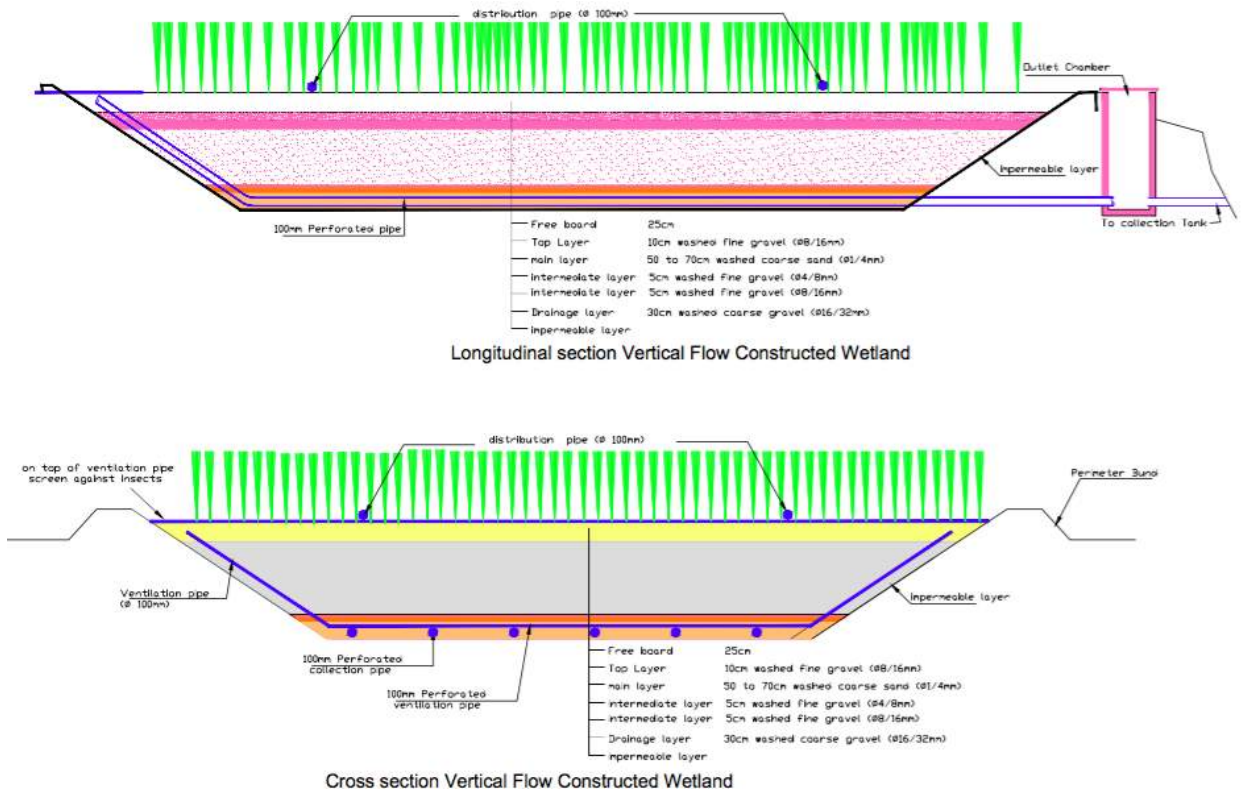 distribution pipe (Ø 100mm)
Outlet Chamber
Impermeable layer
100mm Perforated pipe
To collection Tank
Free board 25cm
Top Layer 10cm washed fine gravel (Ø8/16mm)
main layer 50 to 70cm washed coarse sand (Ø1/4mm)
intermediate layer 5cm washed fine gravel (Ø4/8mm)
intermediate layer 5cm washed fine gravel (Ø8/16mm)
Drainage layer 30cm washed coarse gravel (Ø16/32mm)
impermeable layer
Longitudinal section Vertical Flow Constructed Wetland
distribution pipe (Ø 100mm)
on top of ventilation pipe
screen against insects
Perimeter Bund
Ventilation pipe
(Ø 100mm)
Impermeable layer
100mm Perforated
collection pipe
100mm Perforated
ventilation pipe
Free board 25cm
Top Layer 10cm washed fine gravel (Ø8/16mm)
main layer 50 to 70cm washed coarse sand (Ø1/4mm)
intermediate layer 5cm washed fine gravel (Ø4/8mm)
intermediate layer 5cm washed fine gravel (Ø8/16mm)
Drainage layer 30cm washed coarse gravel (Ø16/32mm)
impermeable layer
Cross section Vertical Flow Constructed Wetland